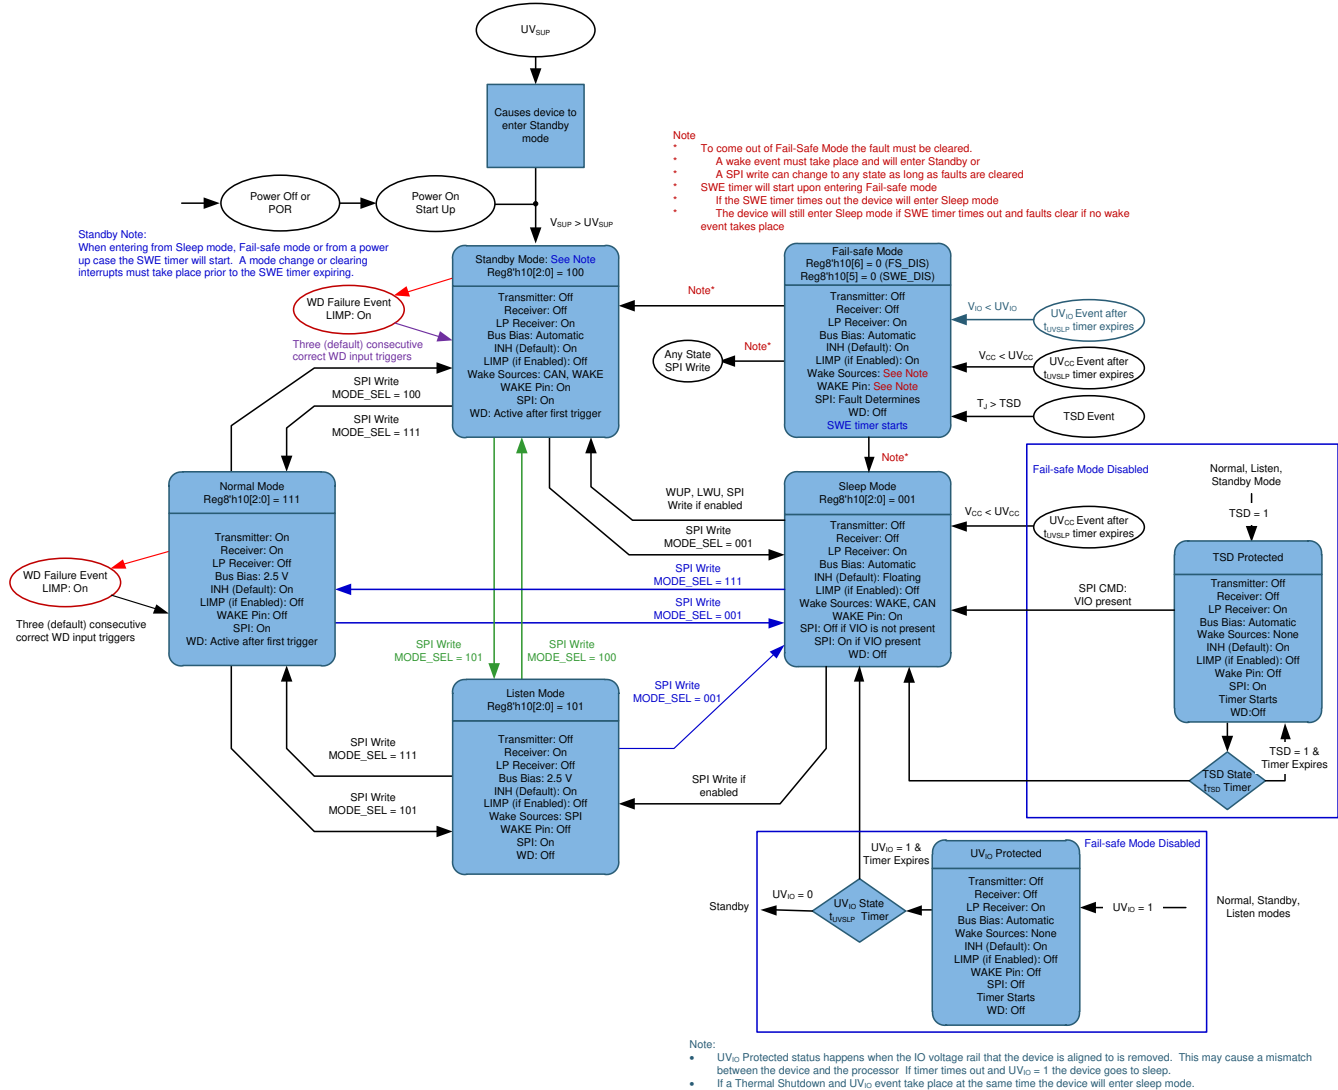 UVSUP
Causes device to
enter Standby
mode
Power Off or
POR
Power On
Start Up
VSUP > UVSUP
Note
* To come out of Fail-Safe Mode the fault must be cleared.
* A wake event must take place and will enter Standby or
* A SPI write can change to any state as long as faults are cleared
* SWE timer will start upon entering Fail-safe mode
* If the SWE timer times out the device will enter Sleep mode
* The device will still enter Sleep mode if SWE timer times out and faults clear if no wake
event takes place
Standby Note:
When entering from Sleep mode, Fail-safe mode or from a power
up case the SWE timer will start. A mode change or clearing
interrupts must take place prior to the SWE timer expiring.
Standby Mode: See Note
Reg8'h10[2:0] = 100
Transmitter: Off
Receiver: Off
LP Receiver: On
Bus Bias: Automatic
INH (Default): On
LIMP (if Enabled): Off
Wake Sources: CAN, WAKE
WAKE Pin: On
SPI: On
WD: Active after first trigger
WD Failure Event
LIMP: On
Three (default) consecutive
correct WD input triggers
SPI Write
MODE_SEL = 100
SPI Write
MODE_SEL = 111
Note*
Note*
Any State
SPI Write
Fail-safe Mode
Reg8'h10[6] = 0 (FS_DIS)
Reg8'h10[5] = 0 (SWE_DIS)
Transmitter: Off
Receiver: Off
LP Receiver: On
Bus Bias: Automatic
INH (Default): On
LIMP (if Enabled): On
Wake Sources: See Note
WAKE Pin: See Note
SPI: Fault Determines
WD: Off
SWE timer starts
VIO < UVIO
UVIO Event after
tUVSLP timer expires
VCC < UVCC
UVCC Event after
tUVSLP timer expires
TJ > TSD
TSD Event
Note*
Normal Mode
Reg8'h10[2:0] = 111
Transmitter: On
Receiver: On
LP Receiver: Off
Bus Bias: 2.5 V
INH (Default): On
LIMP (if Enabled): Off
WAKE Pin: Off
SPI: On
WD: Active after first trigger
WD Failure Event
LIMP: On
Three (default) consecutive
correct WD input triggers
WUP, LWU, SPI
Write if enabled
SPI Write
MODE_SEL = 001
SPI Write
MODE_SEL = 111
SPI Write
MODE_SEL = 001
SPI Write
MODE_SEL = 101
SPI Write
MODE_SEL = 100
SPI Write
MODE_SEL = 001
Sleep Mode
Reg8'h10[2:0] = 001
Transmitter: Off
Receiver: Off
LP Receiver: On
Bus Bias: Automatic
INH (Default): Floating
LIMP (if Enabled): Off
Wake Sources: WAKE, CAN
WAKE Pin: On
SPI: Off if VIO is not present
SPI: On if VIO present
WD: Off
VCC < UVCC
UVCC Event after
tUVSLP timer expires
Fail-safe Mode Disabled
Normal, Listen,
Standby Mode
TSD = 1
TSD Protected
Transmitter: Off
Receiver: Off
LP Receiver: On
Bus Bias: Automatic
Wake Sources: None
INH (Default): On
LIMP (if Enabled): Off
Wake Pin: Off
SPI: On
Timer Starts
WD:Off
SPI CMD:
VIO present
TSD State
tTSD Timer
TSD = 1 &
Timer Expires
Listen Mode
Reg8'h10[2:0] = 101
Transmitter: Off
Receiver: On
LP Receiver: Off
Bus Bias: 2.5 V
INH (Default): On
LIMP (if Enabled): Off
Wake Sources: SPI
WAKE Pin: Off
SPI: On
WD: Off
SPI Write
MODE_SEL = 111
SPI Write
MODE_SEL = 101
SPI Write if
enabled
UVIO = 1 &
Timer Expires
Fail-safe Mode Disabled
Standby
UVIO = 0
UVIO State
tUVSLP Timer
UVIO Protected
Transmitter: Off
Receiver: Off
LP Receiver: On
Bus Bias: Automatic
Wake Sources: None
INH (Default): On
LIMP (if Enabled): Off
WAKE Pin: Off
SPI: Off
Timer Starts
WD: Off
UVIO = 1
Normal, Standby,
Listen modes
Note:
• UVIO Protected status happens when the IO voltage rail that the device is aligned to is removed. This may cause a mismatch
between the device and the processor If timer times out and UVIO = 1 the device goes to sleep.
• If a Thermal Shutdown and UVIO event take place at the same time the device will enter sleep mode.